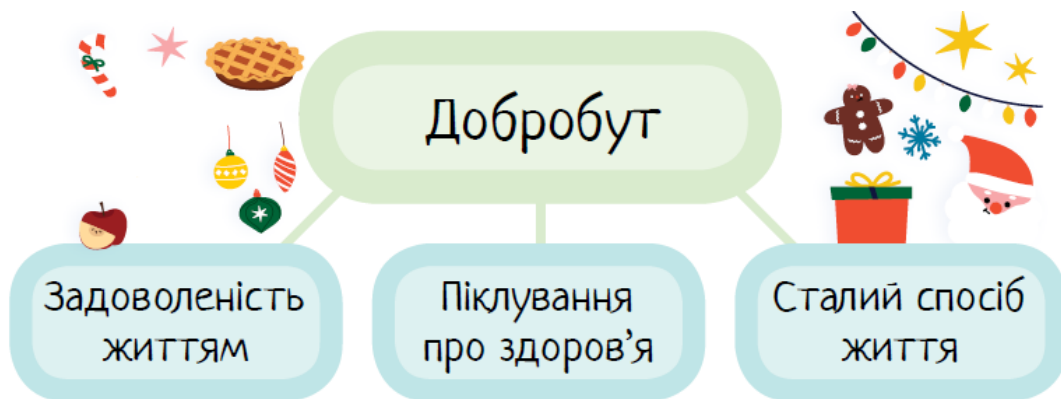 Добробут
Задоволеність
життям
Піклування
про здоров’я
Сталий спосіб
життя